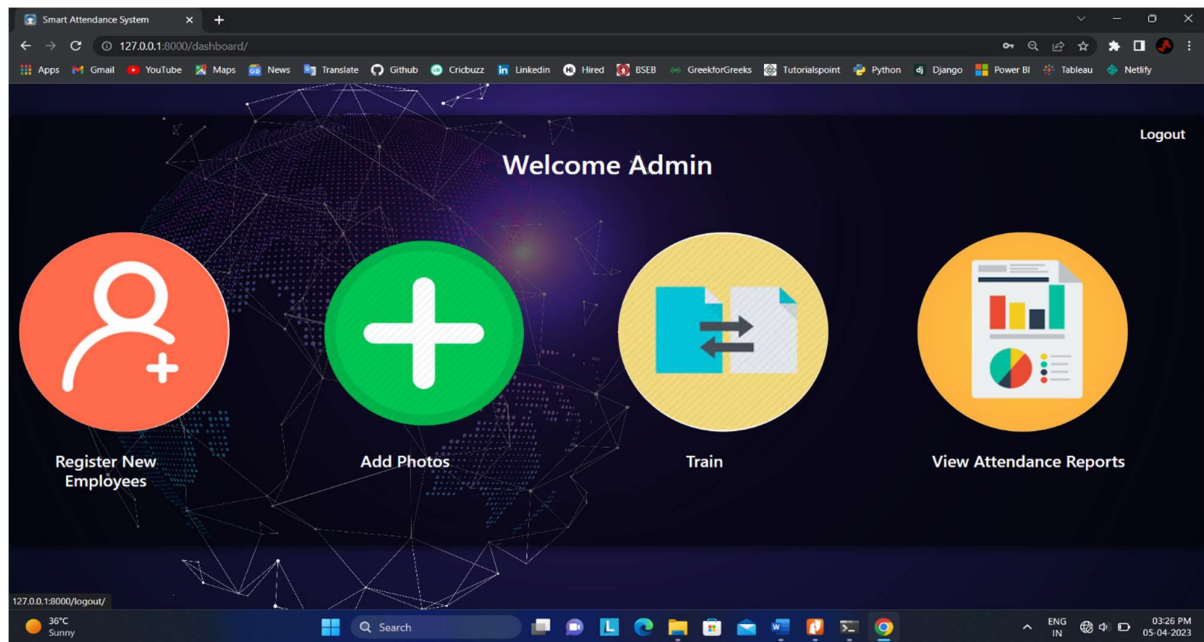 Smart Attendance System
127.0.0.1:8000/dashboard/
Apps Gmail YouTube Maps News Translate Github Cricbuzz Linkedin Hired BSEB GreekforGreeks Tutorialspoint Python Django Power BI Tableau Netlify
Logout
Welcome Admin
Register New
Employees
Add Photos
Train
View Attendance Reports
127.0.0.1:8000/logout/
36°C
Sunny
Search
ENG
IN
03:26 PM
05-04-2023